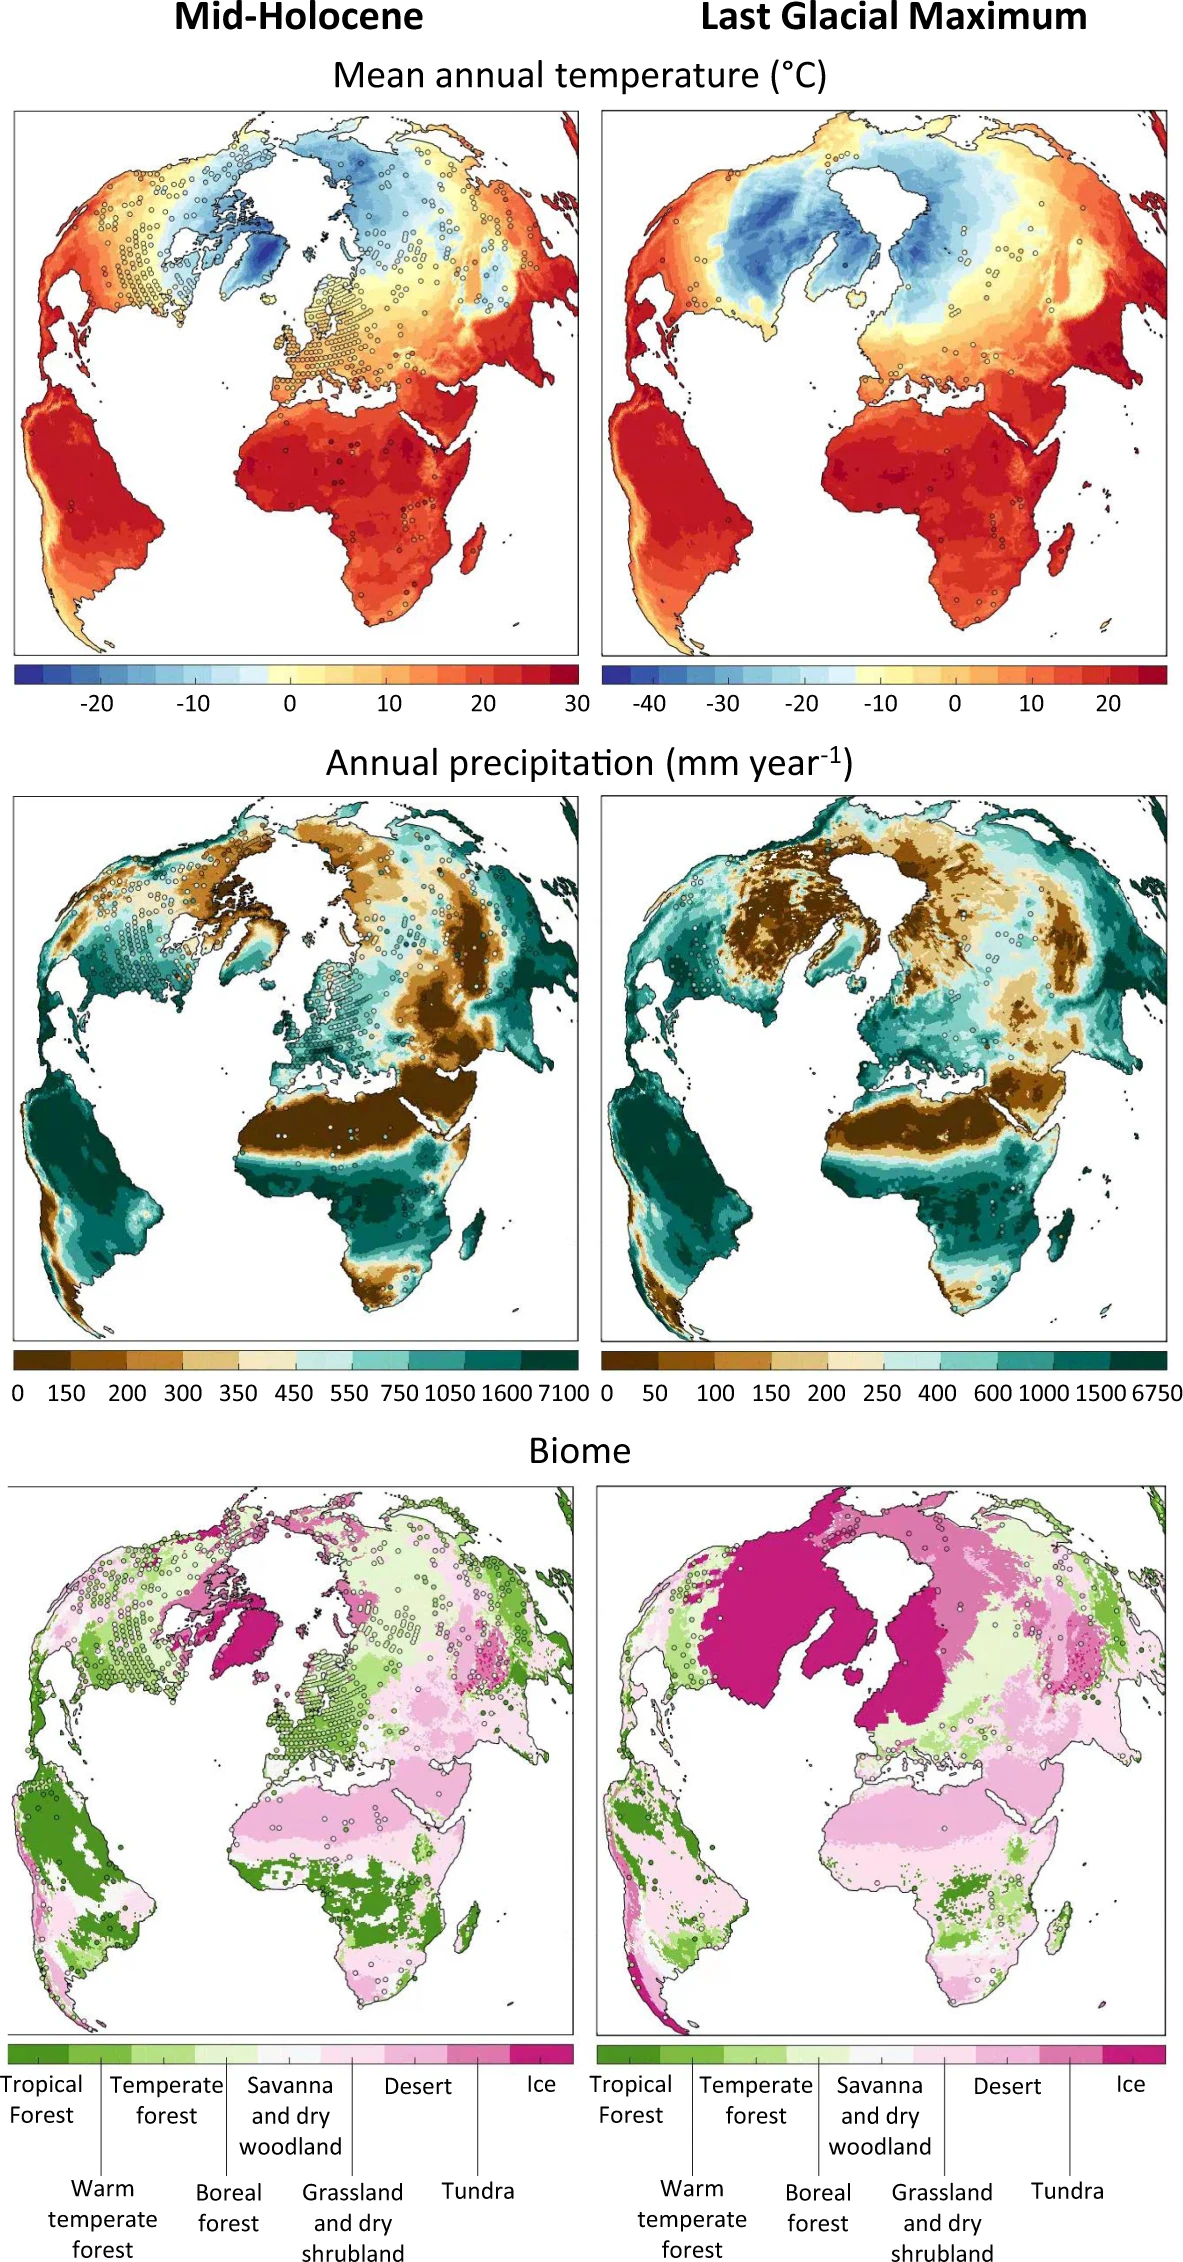 Mid-Holocene Last Glacial Maximum
Mean annual temperature (°C)
-20 -10 0 10 20 30 -40 -30 -20 -10 0 10 20
Annual precipitation (mm year-1)
0 150 200 300 350 450 550 750 1050 1600 7100 0 50 100 150 200 250 400 600 1000 1500 6750
Biome
Tropical Temperate Savanna Desert Ice Tropical Temperate Savanna Desert Ice
Forest forest and dry Forest forest and dry
woodland woodland
Warm Boreal Grassland Tundra Warm Boreal Grassland Tundra
temperate forest and dry temperate forest and dry
forest shrubland forest shrubland